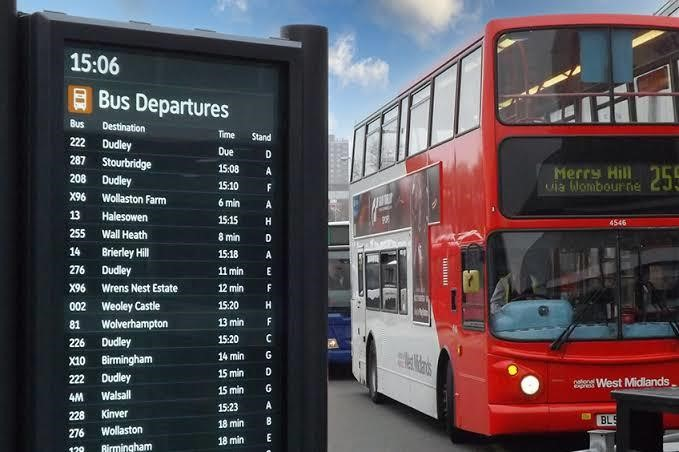 15:06
Bus Departures
Bus Destination Time Stand
222 Dudley Due D
287 Stourbridge 15:08 A
208 Dudley 15:10 F
X96 Wollaston Farm 6 min A
13 Halesowen 15:15 H
255 Wall Heath 8 min D
14 Brierley Hill 15:18 A
276 Dudley 11 min E
X96 Wrens Nest Estate 12 min F
002 Weoley Castle 15:20 H
81 Wolverhampton 13 min F
226 Dudley 15:20 C
X10 Birmingham 14 min G
222 Dudley 15 min D
4M Walsall 15 min G
228 Kinver 15:23 A
276 Wollaston 18 min B
129 Birmingham 18 min E
Merry Hill 255
via Wombourne
4546
national express West Midlands
West Midlands